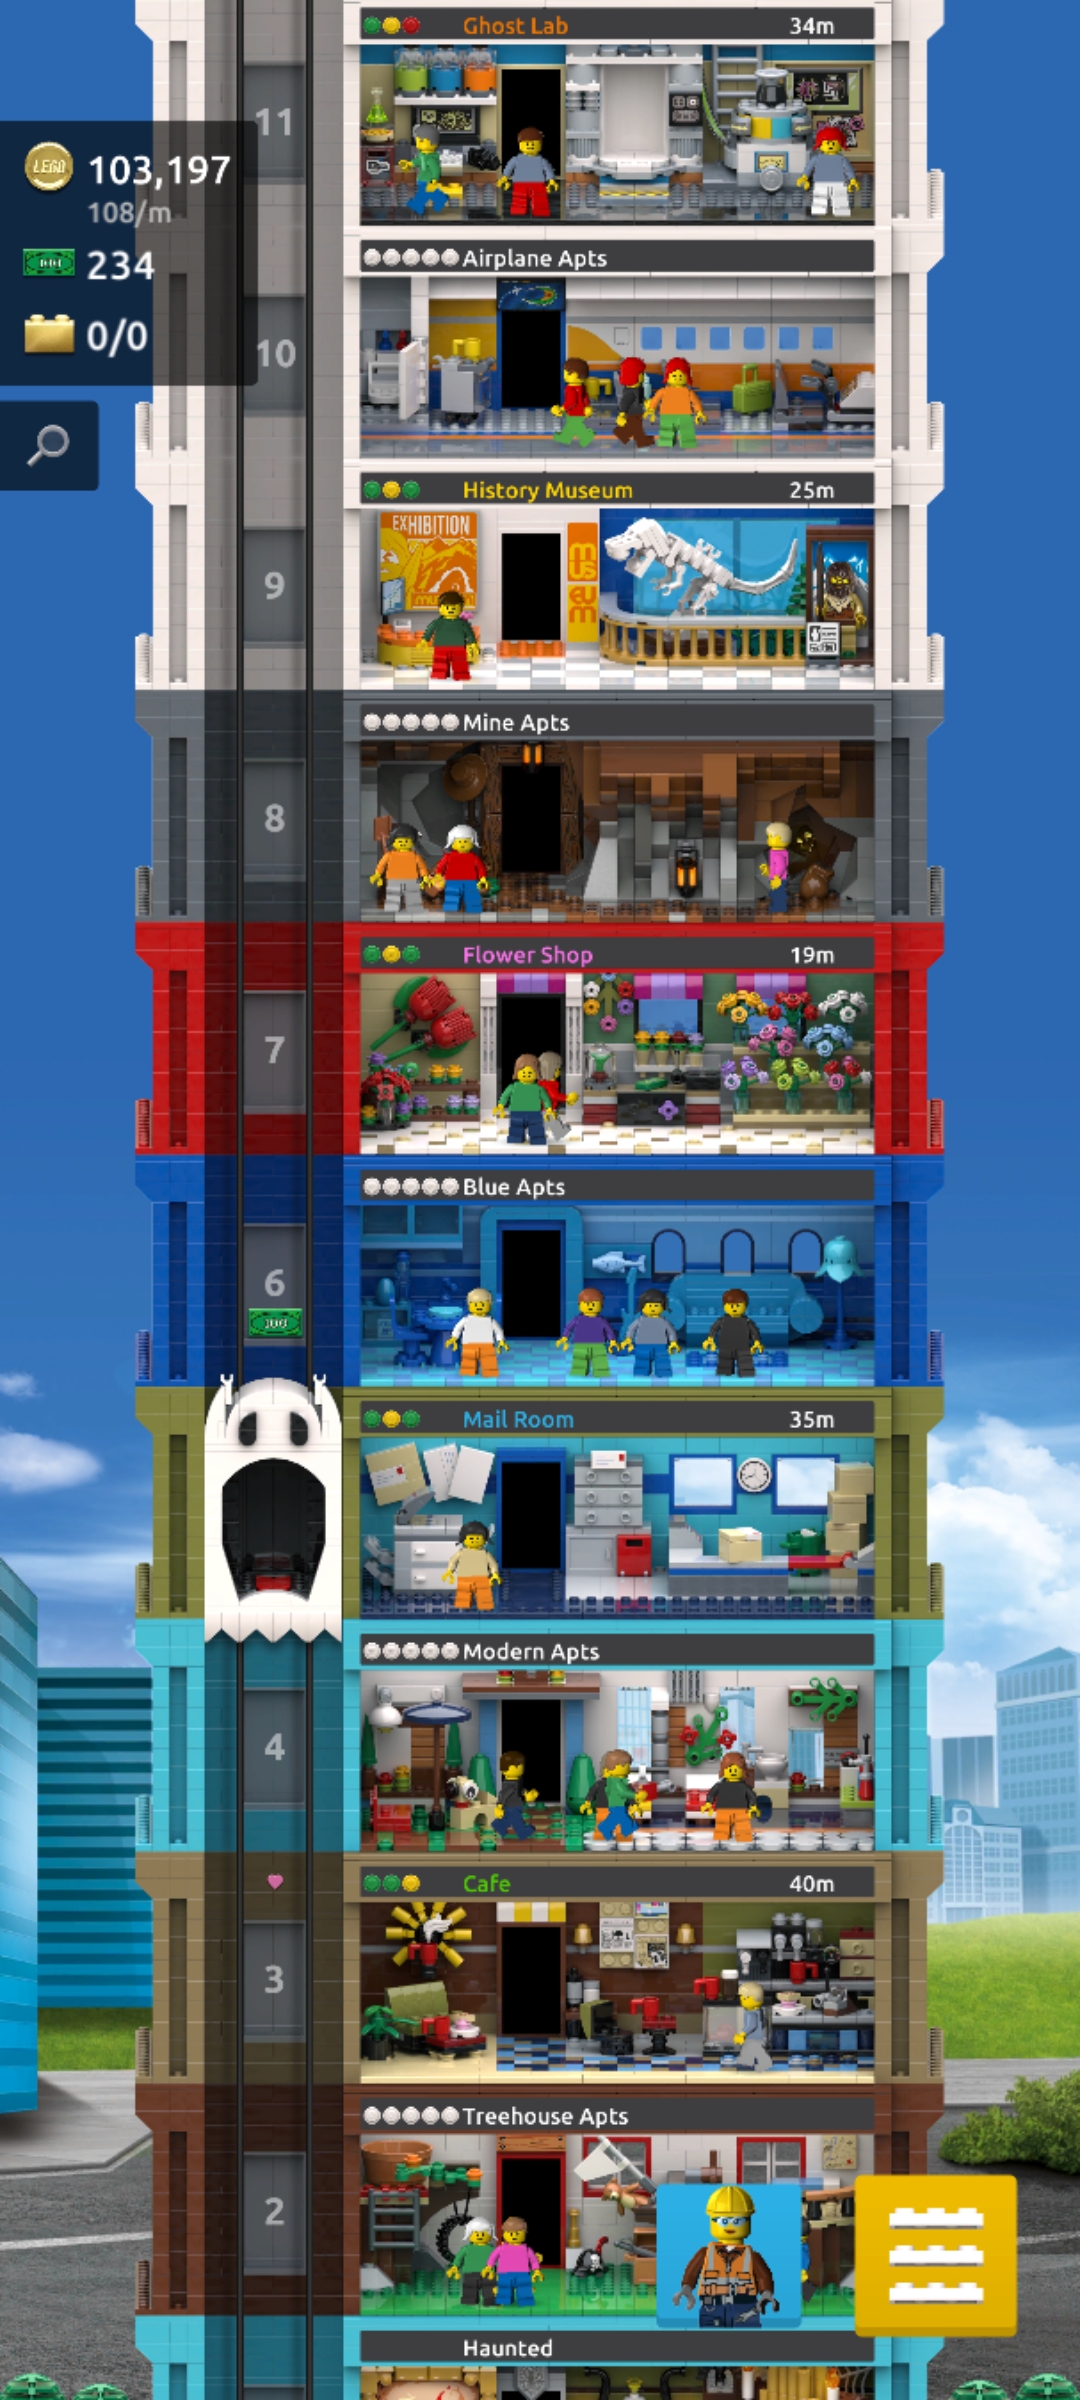 Ghost Lab 34m
11
LEGO 103,197
108/m
234
Airplane Apts
0/0
10
History Museum 25m
EXHIBITION
museum
9
Mine Apts
8
Flower Shop 19m
7
Blue Apts
6
Mail Room 35m
Modern Apts
4
Cafe 40m
3
Treehouse Apts
2
Haunted